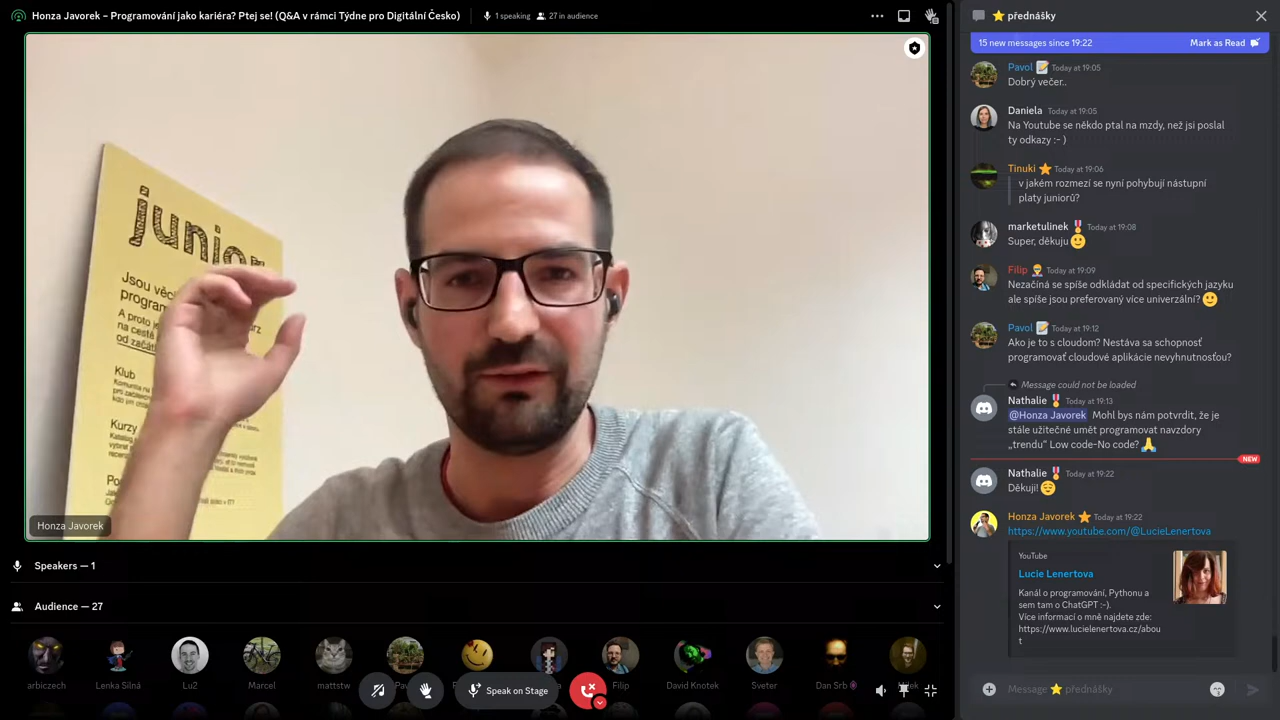 Honza Javorek – Programování jako kariéra? Ptej se! (Q&A v rámci Týdne pro Digitální Česko)
1 speaking
27 in audience
junior
Jsou věci
program
A proto
na cestě
od začát
Klub
Kurzy
Honza Javorek
Speakers — 1
Audience — 27
arbiczech
Lenka Silná
Lu2
Marcel
mattstw
Filip
David Knotek
Sveter
Dan Srb
Speak on Stage
přednášky
15 new messages since 19:22
Mark as Read
Pavol Today at 19:05
Dobrý večer..
Daniela Today at 19:05
Na Youtube se někdo ptal na mzdy, než jsi poslal
ty odkazy :- )
Tinuki Today at 19:06
v jakém rozmezí se nyní pohybují nástupní
platy juniorů?
marketulinek Today at 19:08
Super, děkuju
Filip Today at 19:09
Nezačíná se spíše odkládat od specifických jazyku
ale spíše jsou preferovaný více univerzální?
Pavol Today at 19:12
Ako je to s cloudom? Nestáva sa schopnosť
programovať cloudové aplikácie nevyhnutnosťou?
Message could not be loaded
Nathalie Today at 19:13
@Honza Javorek Mohl bys nám potvrdit, že je
stále užitečné umět programovat navzdory
„trendu" Low code-No code?
NEW
Nathalie Today at 19:22
Děkuji!
Honza Javorek Today at 19:22
https://www.youtube.com/@LucieLenertova
YouTube
Lucie Lenertova
Kanál o programování, Pythonu a
sem tam o ChatGPT :-).
Více informací o mně najdete zde:
https://www.lucielenertova.cz/abou
t
Message přednášky